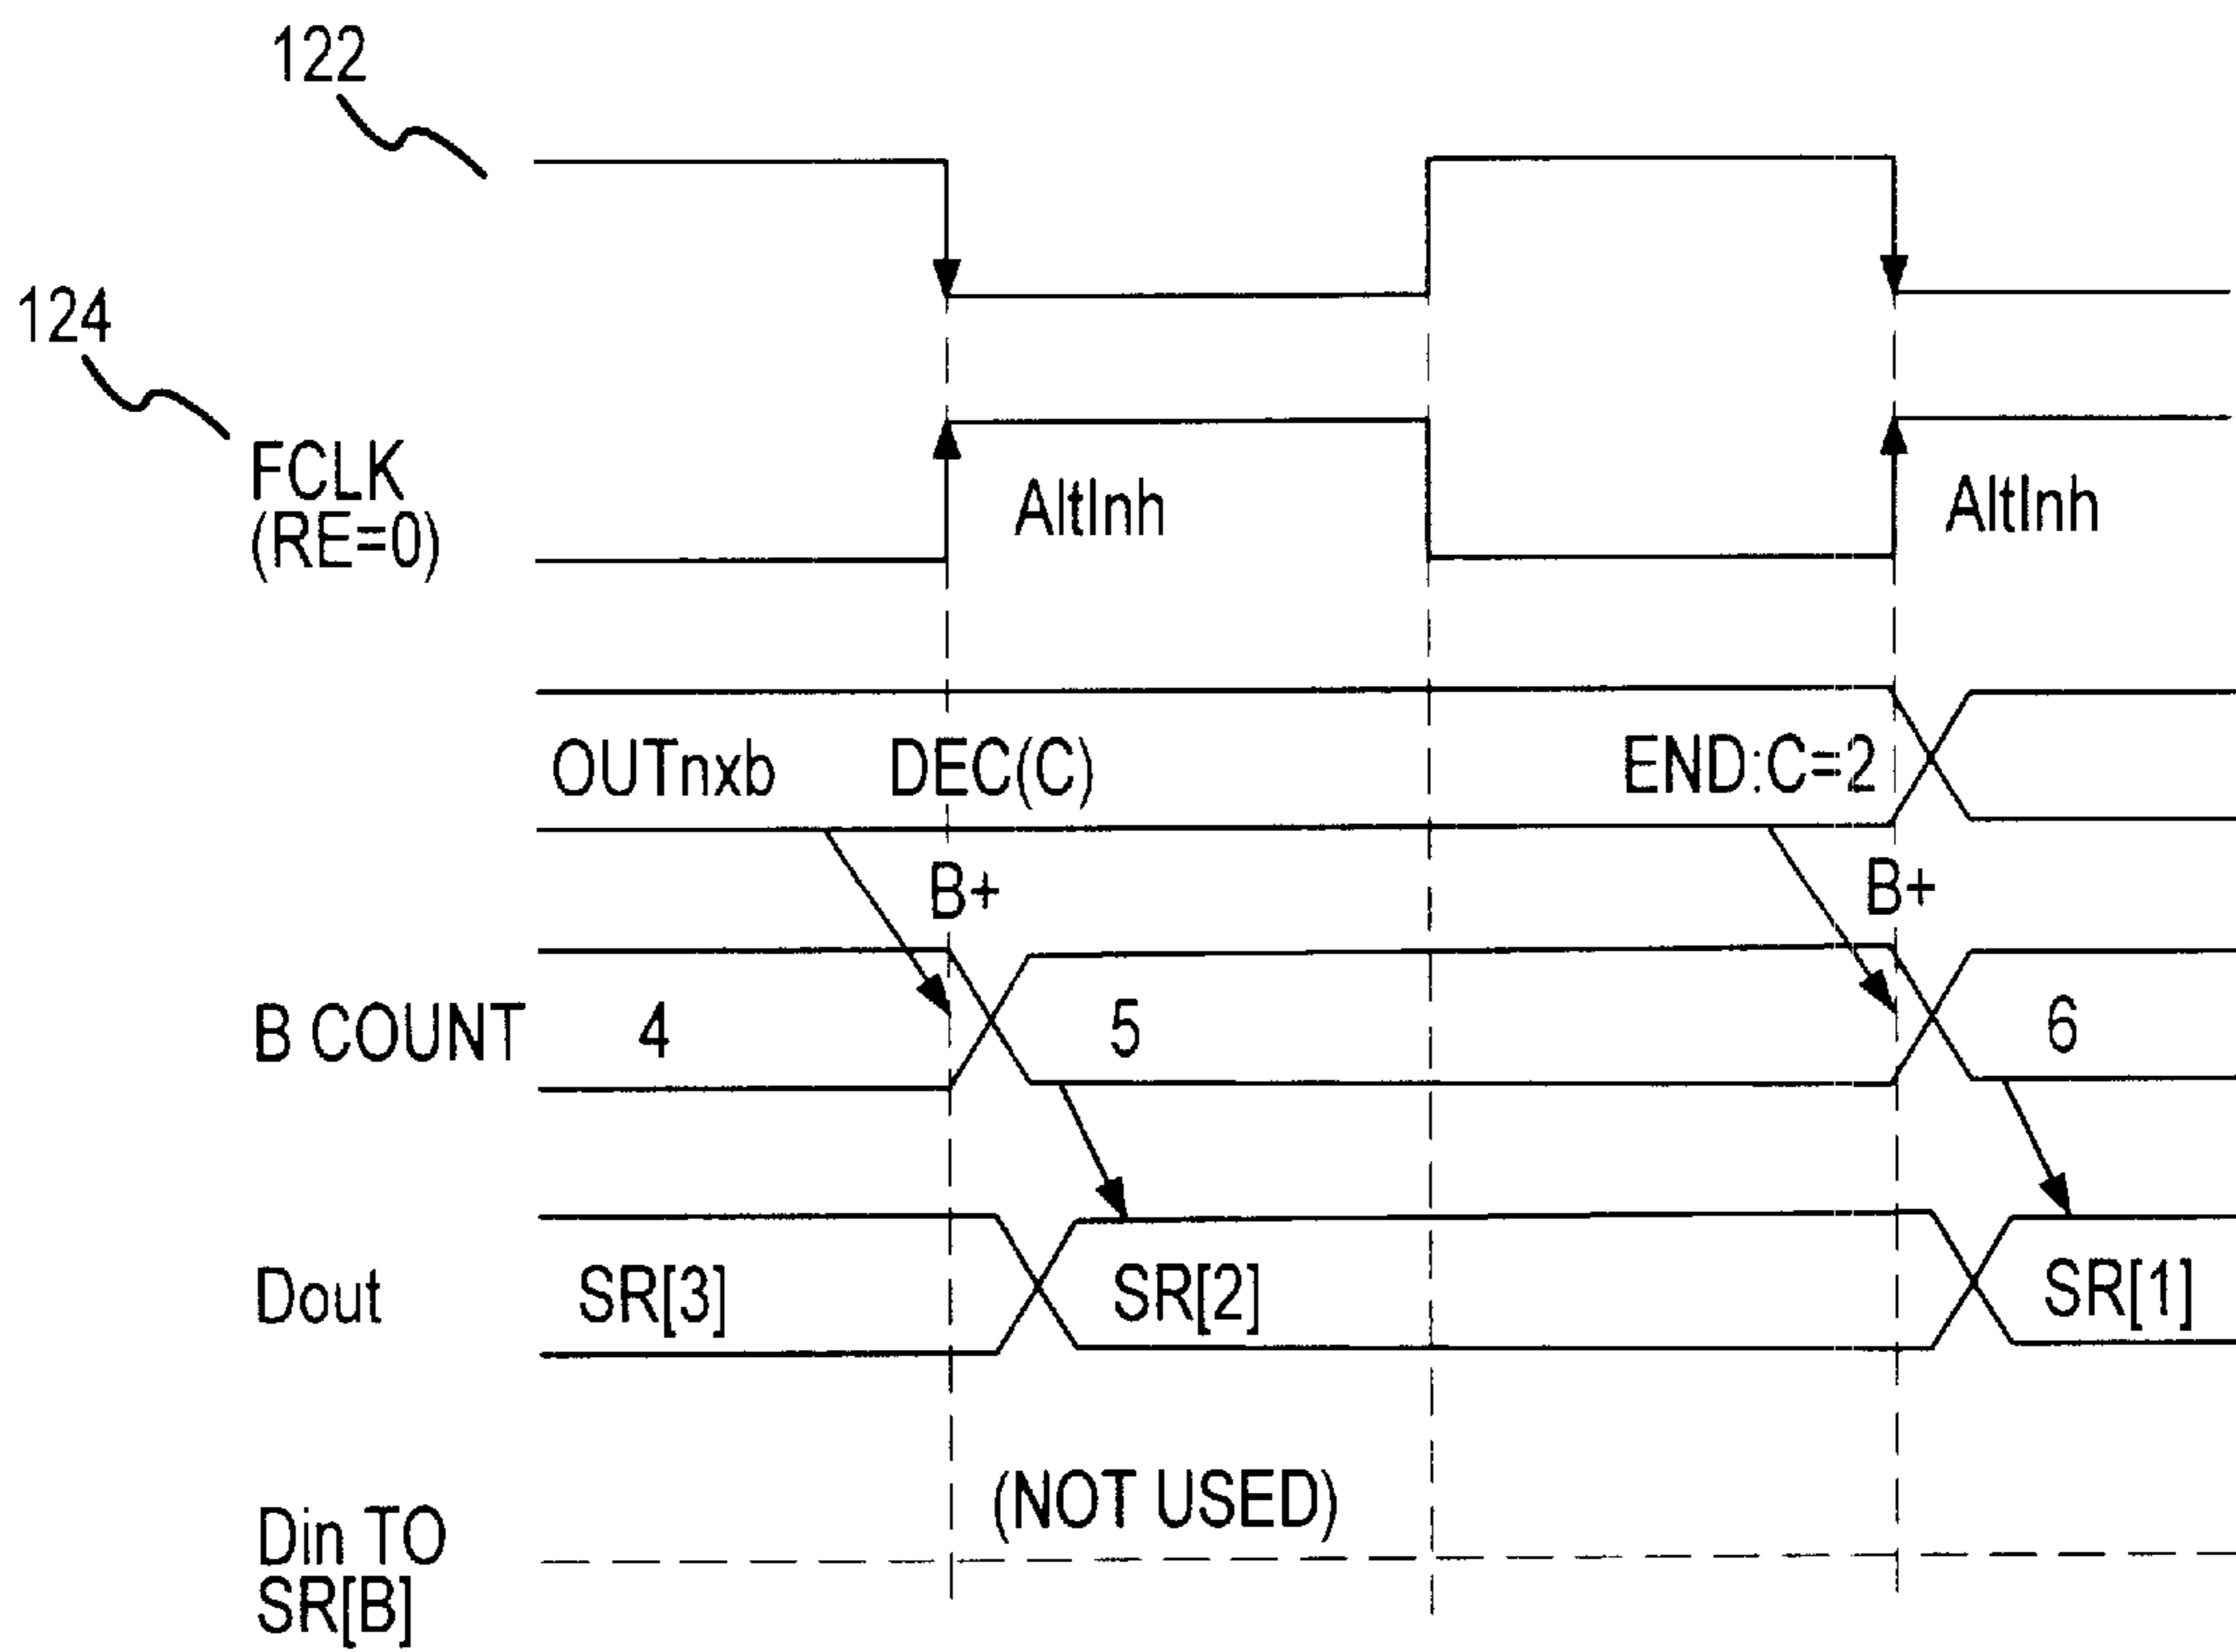 122
124
FCLK
(RE=0)
AltInh
AltInh
OUTnxb DEC(C) END:C=2
B+ B+
B COUNT 4 5 6
Dout SR[3] SR[2] SR[1]
(NOT USED)
Din TO
SR[B]